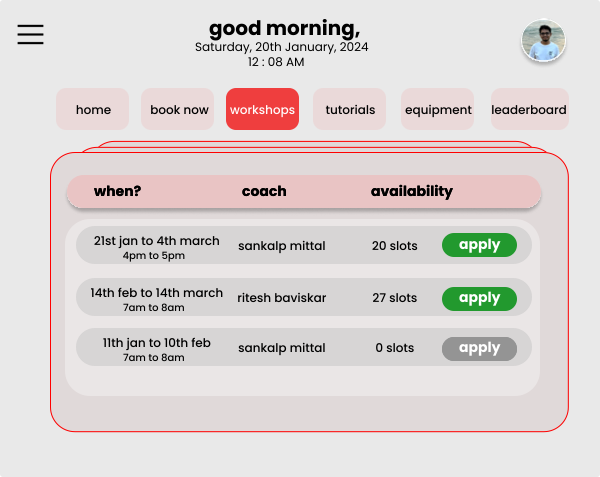 good morning,
Saturday, 20th January, 2024
12 : 08 AM
home book now workshops tutorials equipment leaderboard
when? coach availability
21st jan to 4th march sankalp mittal 20 slots apply
4pm to 5pm
14th feb to 14th march ritesh baviskar 27 slots apply
7am to 8am
11th jan to 10th feb sankalp mittal 0 slots apply
7am to 8am